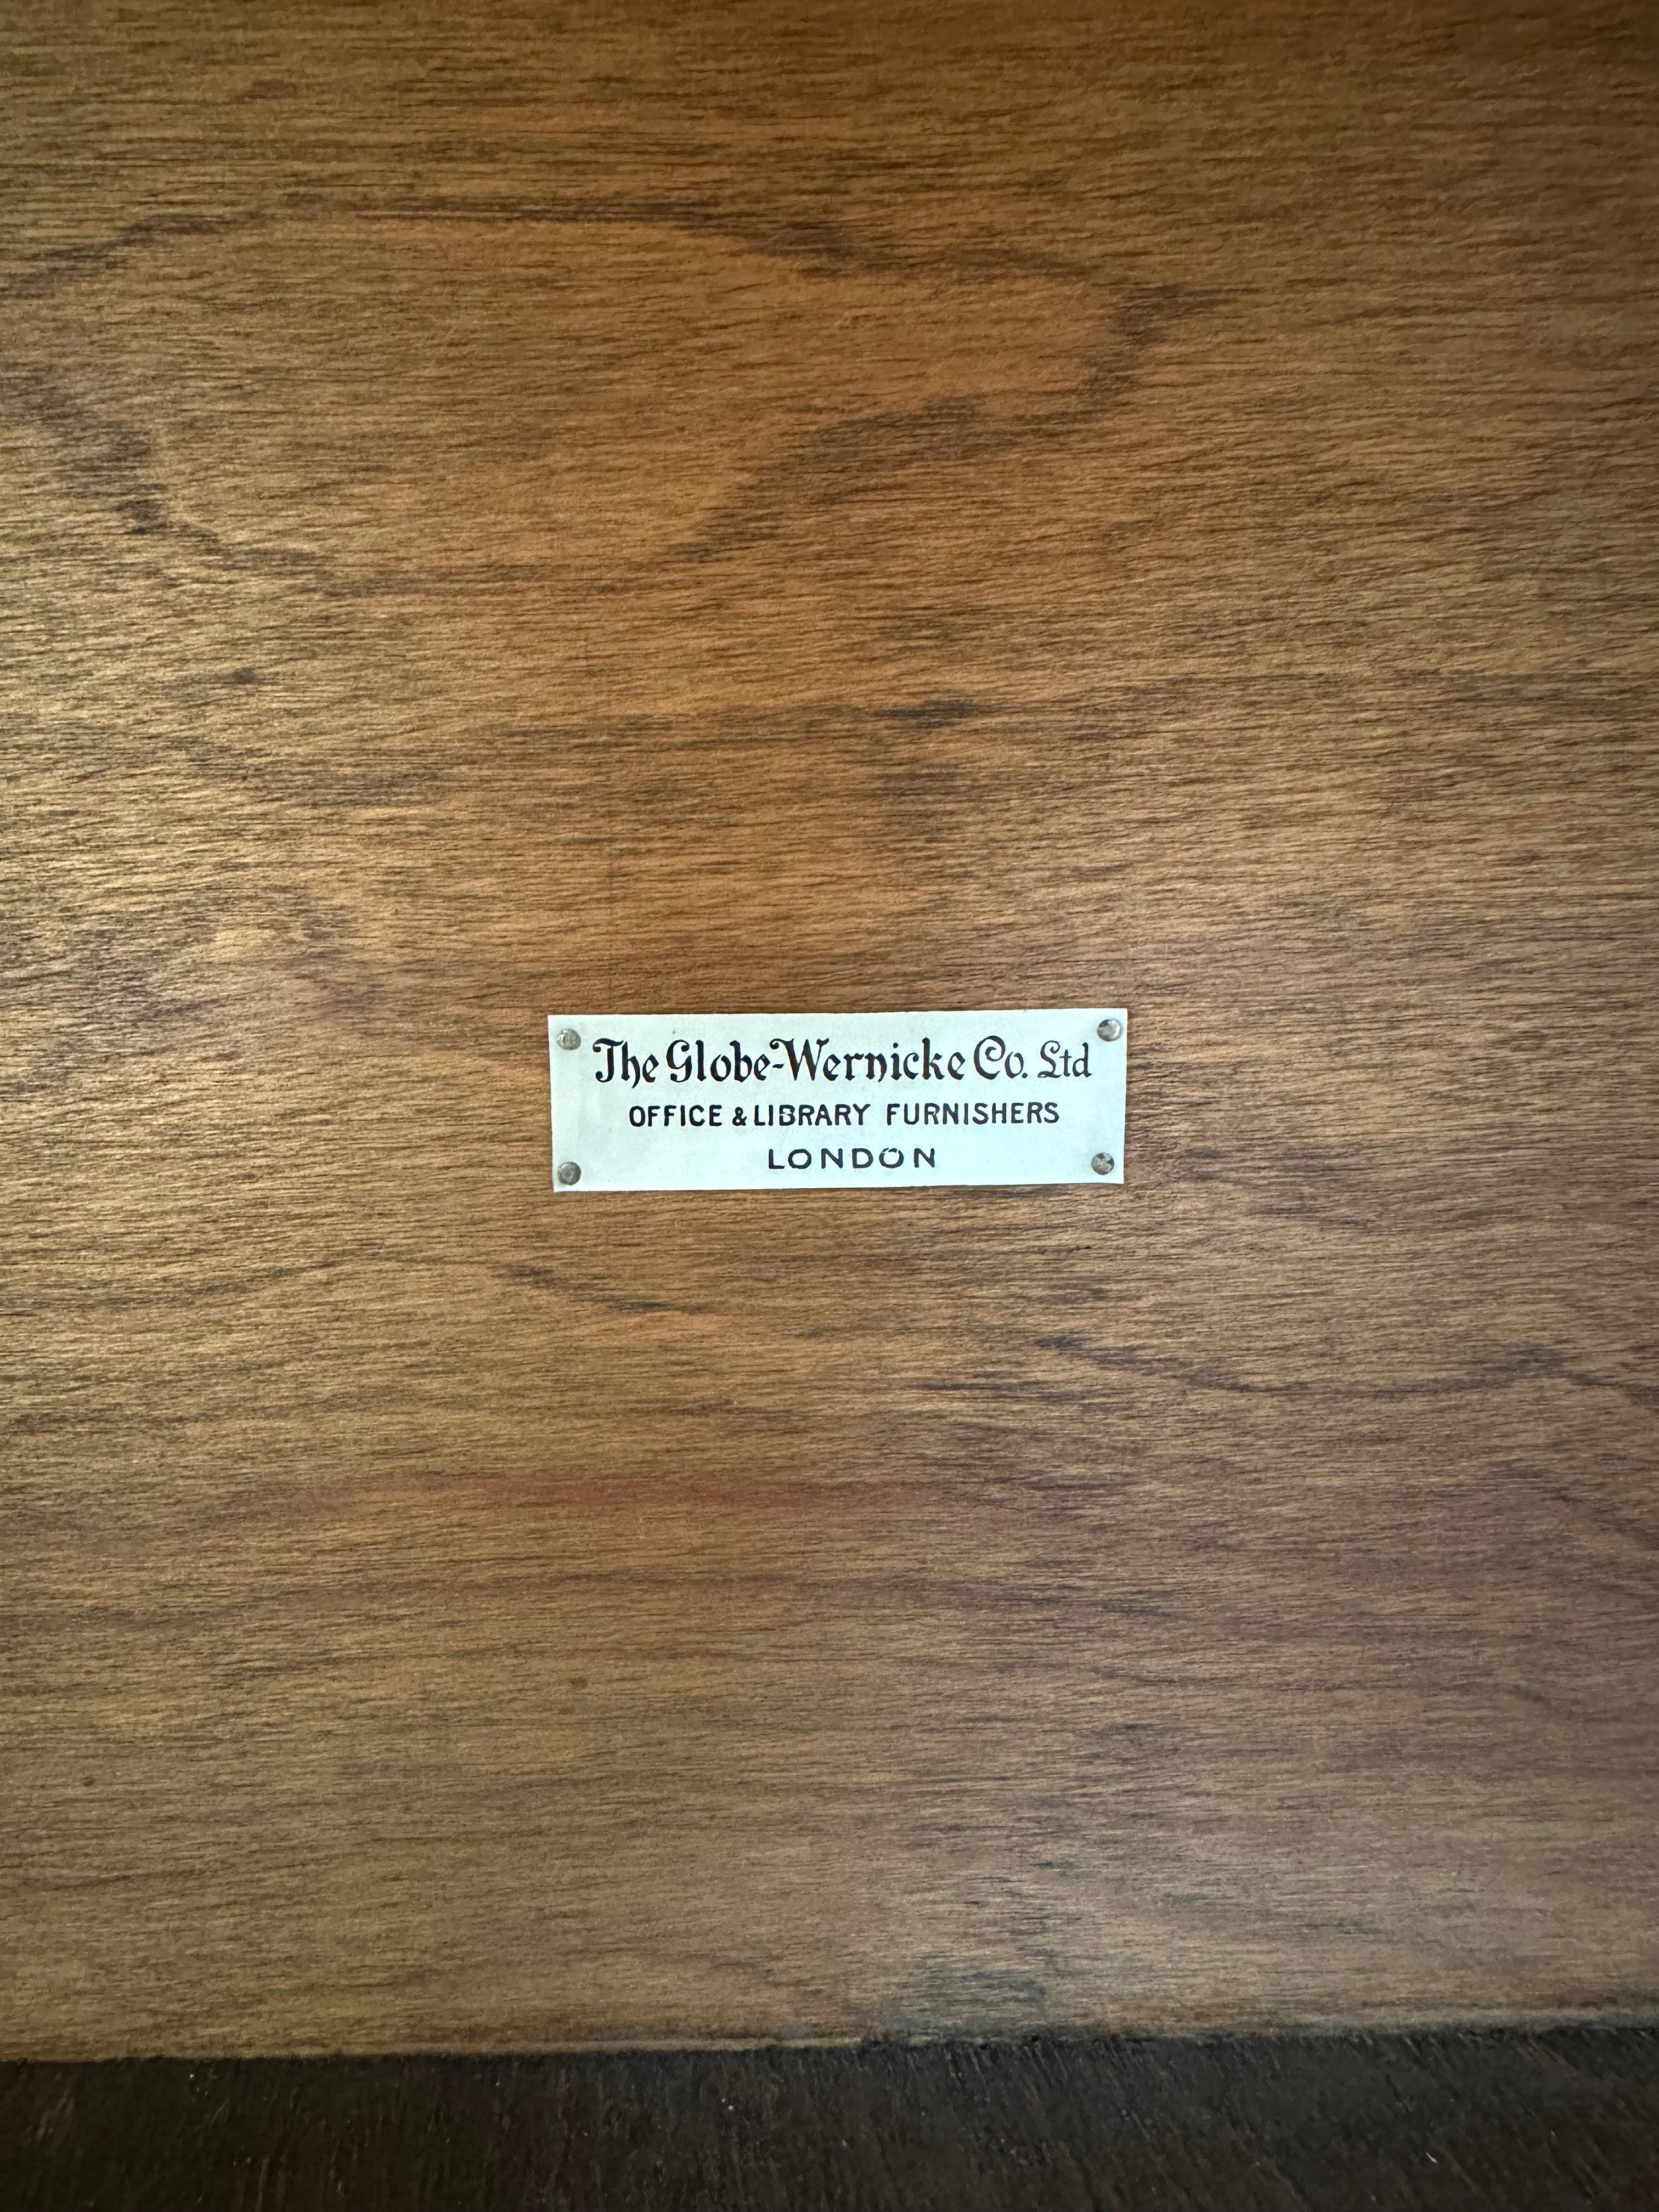 The Globe-Wernicke Co. Ltd
OFFICE & LIBRARY FURNISHERS
LONDON